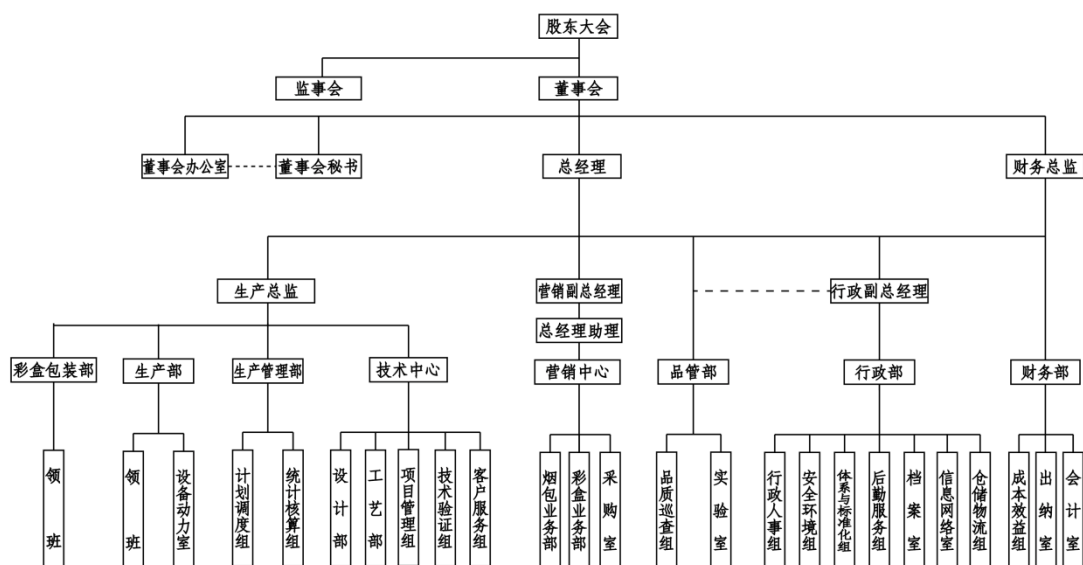 股东大会
监事会
董事会
董事会办公室
董事会秘书
总经理
财务总监
生产总监
营销副总经理
行政副总经理
总经理助理
彩盒包装部
生产部
生产管理部
技术中心
营销中心
品管部
行政部
财务部
领班
领班
设备动力室
计划调度组
统计核算组
设计部
工艺部
项目管理组
技术验证组
客户服务组
烟包业务部
彩盒业务部
采购室
品质巡查组
实验室
行政人事组
安全环境组
体系与标准化组
后勤服务组
档案室
信息网络室
仓储物流组
成本效益组
出纳室
会计室